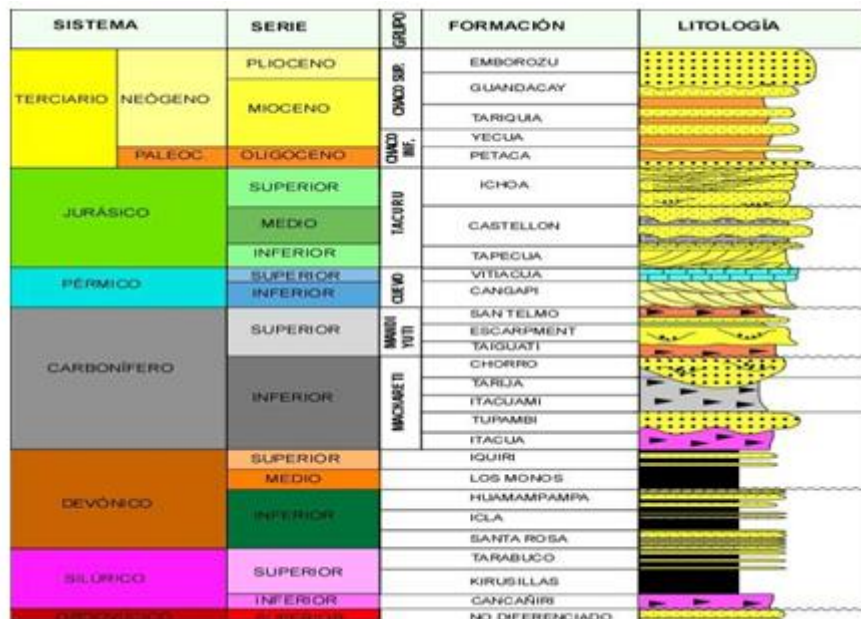 SISTEMA SERIE GRUPO FORMACIÓN LITOLOGÍA
TERCIARIO
NEÓGENO
PALEOC.
PLIOCENO
MIOCENO
OLIGOCENO
CHACO SUP.
CHACO INF.
EMBOROZU
GUANDACAY
TARIQUIA
YECUA
PETACA
JURÁSICO
SUPERIOR
MEDIO
INFERIOR
TACURU
ICHOA
CASTELLON
TAPECUA
PÉRMICO
SUPERIOR
INFERIOR
CUEVO
VITIACUA
CANGAPI
CARBONÍFERO
SUPERIOR
INFERIOR
MANDI
YUTI
MACHARETI
SAN TELMO
ESCARPMENT
TAIGUATI
CHORRO
TARIJA
ITACUAMI
TUPAMBI
ITACUA
DEVÓNICO
SUPERIOR
MEDIO
INFERIOR
IQUIRI
LOS MONOS
HUAMAMPAMPA
ICLA
SANTA ROSA
SILÚRICO
SUPERIOR
INFERIOR
TARABUCO
KIRUSILLAS
CANCAÑIRI
SUPERIOR
NO DIFERENCIADO